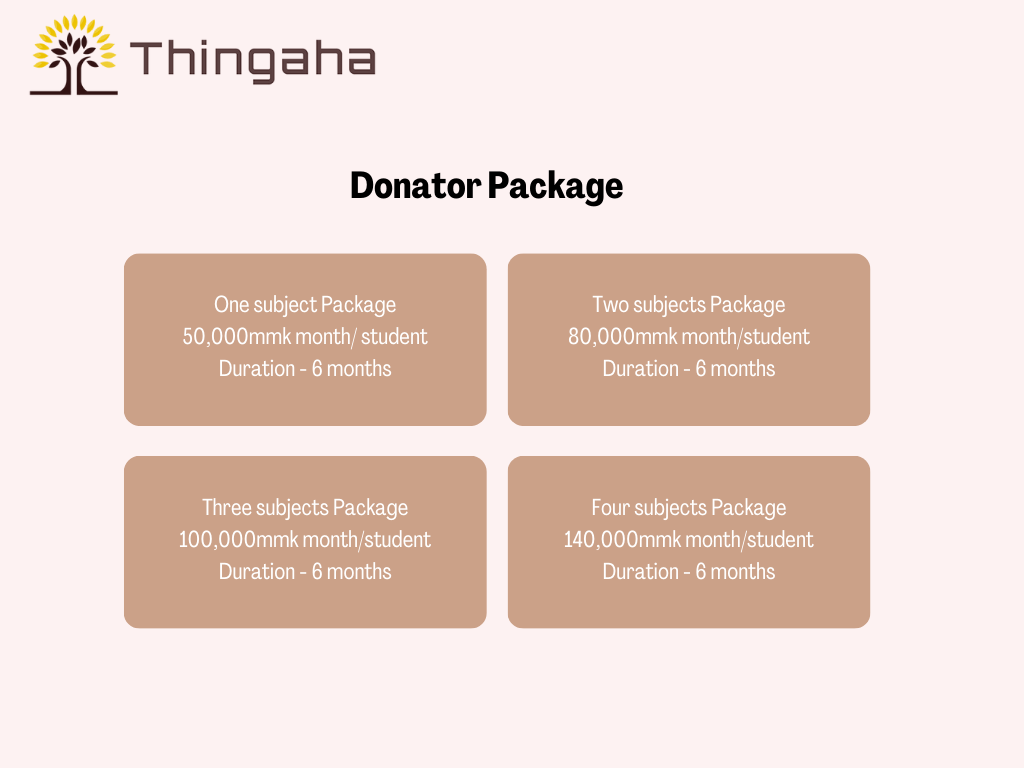 Thingaha
Donator Package
One subject Package
50,000mmk month/ student
Duration - 6 months
Two subjects Package
80,000mmk month/student
Duration - 6 months
Three subjects Package
100,000mmk month/student
Duration - 6 months
Four subjects Package
140,000mmk month/student
Duration - 6 months